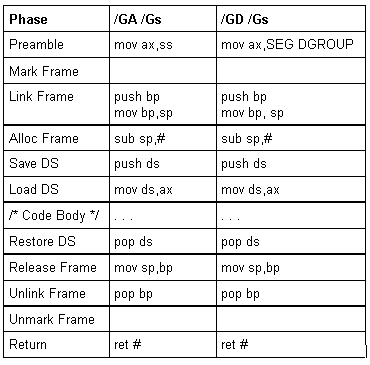 Phase /GA /Gs /GD /Gs
Preamble mov ax,ss mov ax,SEG DGROUP
Mark Frame
Link Frame push bp push bp
mov bp,sp mov bp, sp
Alloc Frame sub sp,# sub sp,#
Save DS push ds push ds
Load DS mov ds,ax mov ds,ax
/* Code Body */ . . . . . .
Restore DS pop ds pop ds
Release Frame mov sp,bp mov sp,bp
Unlink Frame pop bp pop bp
Unmark Frame
Return ret # ret #